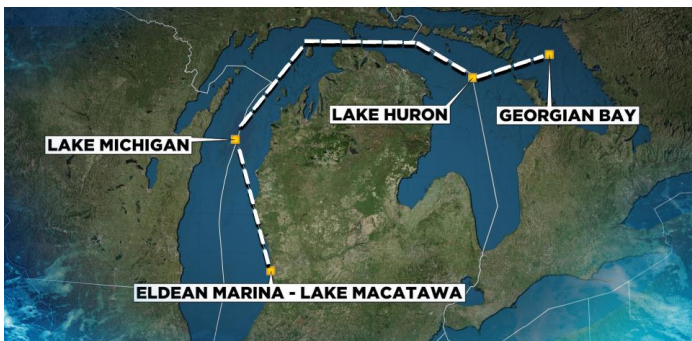 LAKE HURON
GEORGIAN BAY
LAKE MICHIGAN
ELDEAN MARINA - LAKE MACATAWA